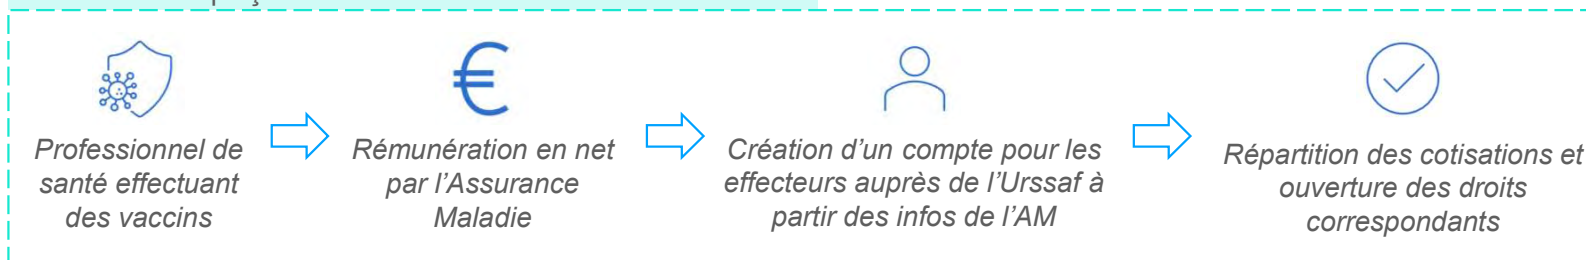 Professionnel de
santé effectuant
des vaccins
€
Rémunération en net
par l’Assurance
Maladie
Création d’un compte pour les
effecteurs auprès de l’Urssaf à
partir des infos de l’AM
Répartition des cotisations et
ouverture des droits
correspondants